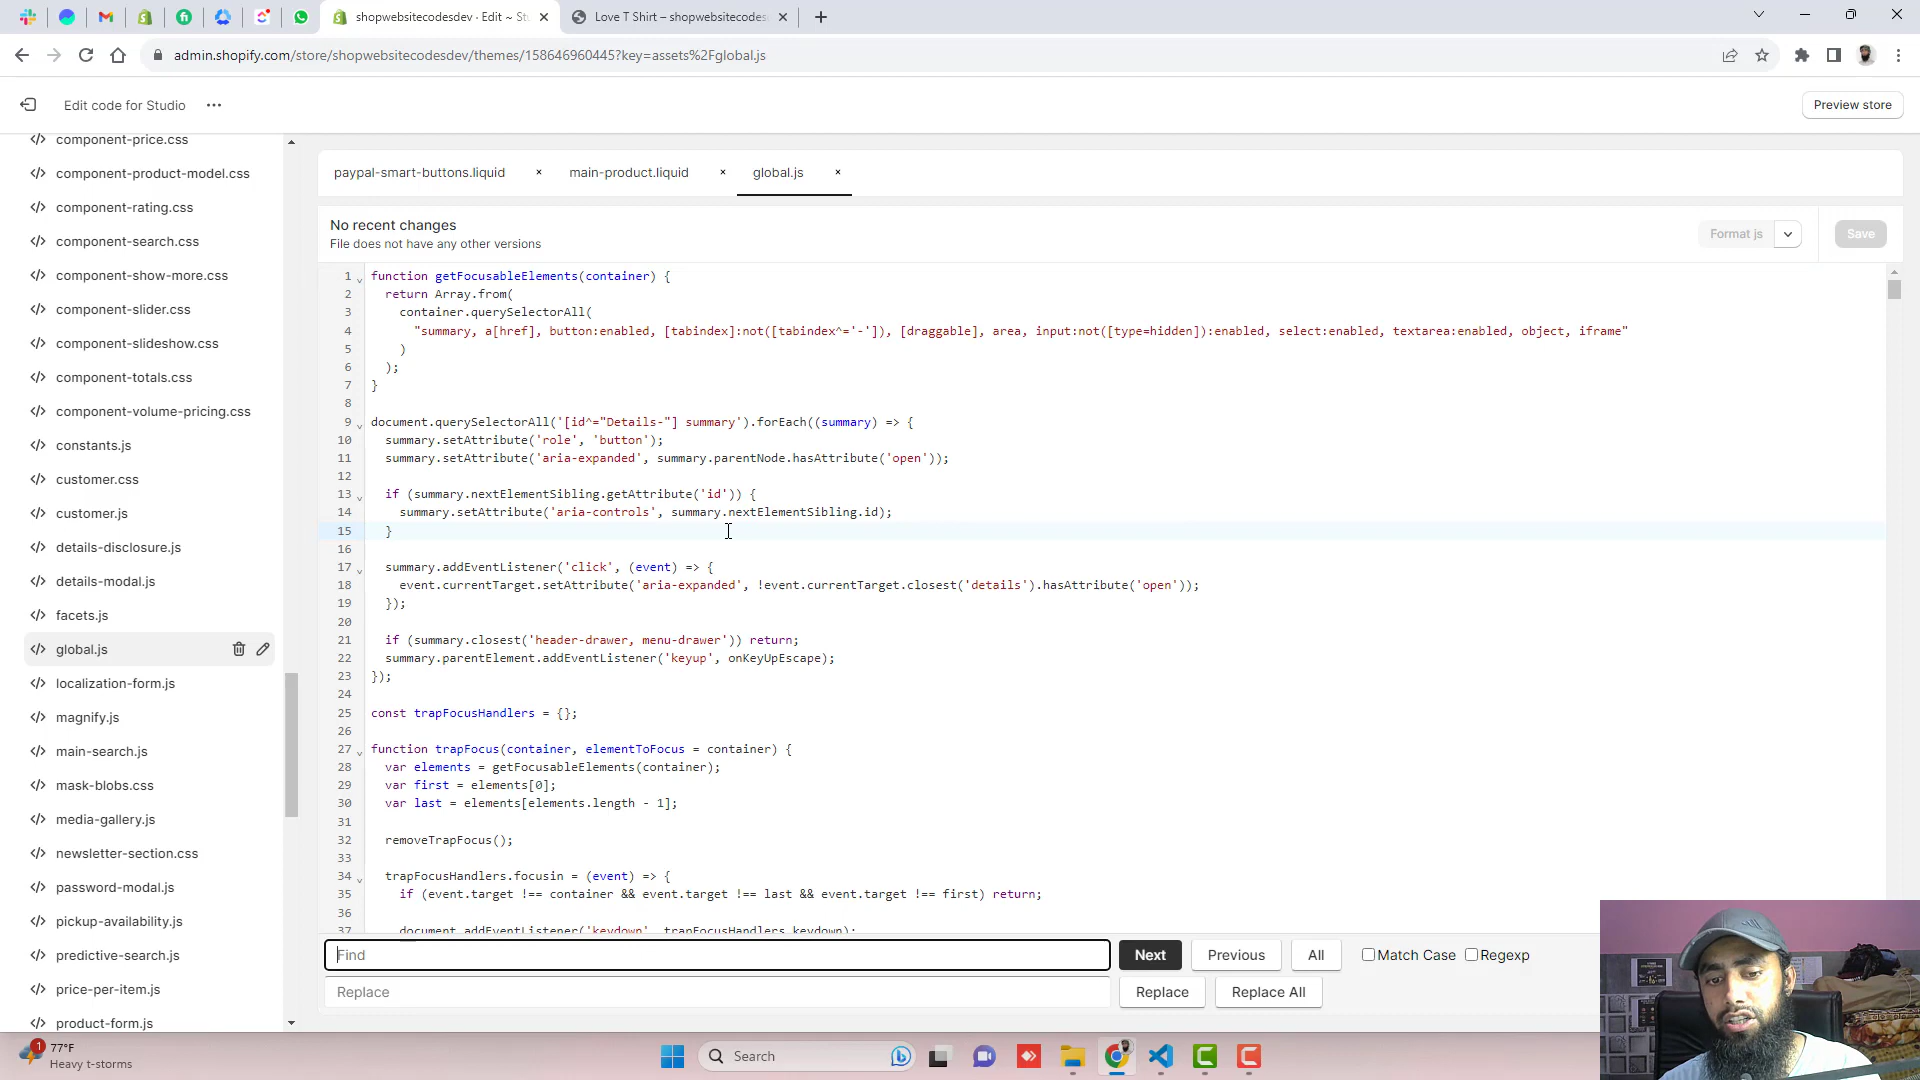 shopwebsitecodesdev · Edit ~ St
Love T Shirt – shopwebsitecodes
admin.shopify.com/store/shopwebsitecodesdev/themes/158646960445?key=assets%2Fglobal.js
Edit code for Studio
Preview store
component-price.css
component-product-model.css
component-rating.css
component-search.css
component-show-more.css
component-slider.css
component-slideshow.css
component-totals.css
component-volume-pricing.css
constants.js
customer.css
customer.js
details-disclosure.js
details-modal.js
facets.js
global.js
localization-form.js
magnify.js
main-search.js
mask-blobs.css
media-gallery.js
newsletter-section.css
password-modal.js
pickup-availability.js
predictive-search.js
price-per-item.js
product-form.js
paypal-smart-buttons.liquid × main-product.liquid × global.js ×
No recent changes
File does not have any other versions
Format js
Save
1 function getFocusableElements(container) {
2 return Array.from(
3 container.querySelectorAll(
4 "summary, a[href], button:enabled, [tabindex]:not([tabindex^='-']), [draggable], area, input:not([type=hidden]):enabled, select:enabled, textarea:enabled, object, iframe"
5 )
6 );
7 }
8
9 document.querySelectorAll('[id^="Details-"] summary').forEach((summary) => {
10 summary.setAttribute('role', 'button');
11 summary.setAttribute('aria-expanded', summary.parentNode.hasAttribute('open'));
12
13 if (summary.nextElementSibling.getAttribute('id')) {
14 summary.setAttribute('aria-controls', summary.nextElementSibling.id);
15 }
16
17 summary.addEventListener('click', (event) => {
18 event.currentTarget.setAttribute('aria-expanded', !event.currentTarget.closest('details').hasAttribute('open'));
19 });
20
21 if (summary.closest('header-drawer, menu-drawer')) return;
22 summary.parentElement.addEventListener('keyup', onKeyUpEscape);
23 });
24
25 const trapFocusHandlers = {};
26
27 function trapFocus(container, elementToFocus = container) {
28 var elements = getFocusableElements(container);
29 var first = elements[0];
30 var last = elements[elements.length - 1];
31
32 removeTrapFocus();
33
34 trapFocusHandlers.focusin = (event) => {
35 if (event.target !== container && event.target !== last && event.target !== first) return;
36
37 document.addEventListener('keydown', trapFocusHandlers.keydown);
Find
Next Previous All Match Case Regexp
Replace
Replace Replace All
1
77°F
Heavy t-storms
Search